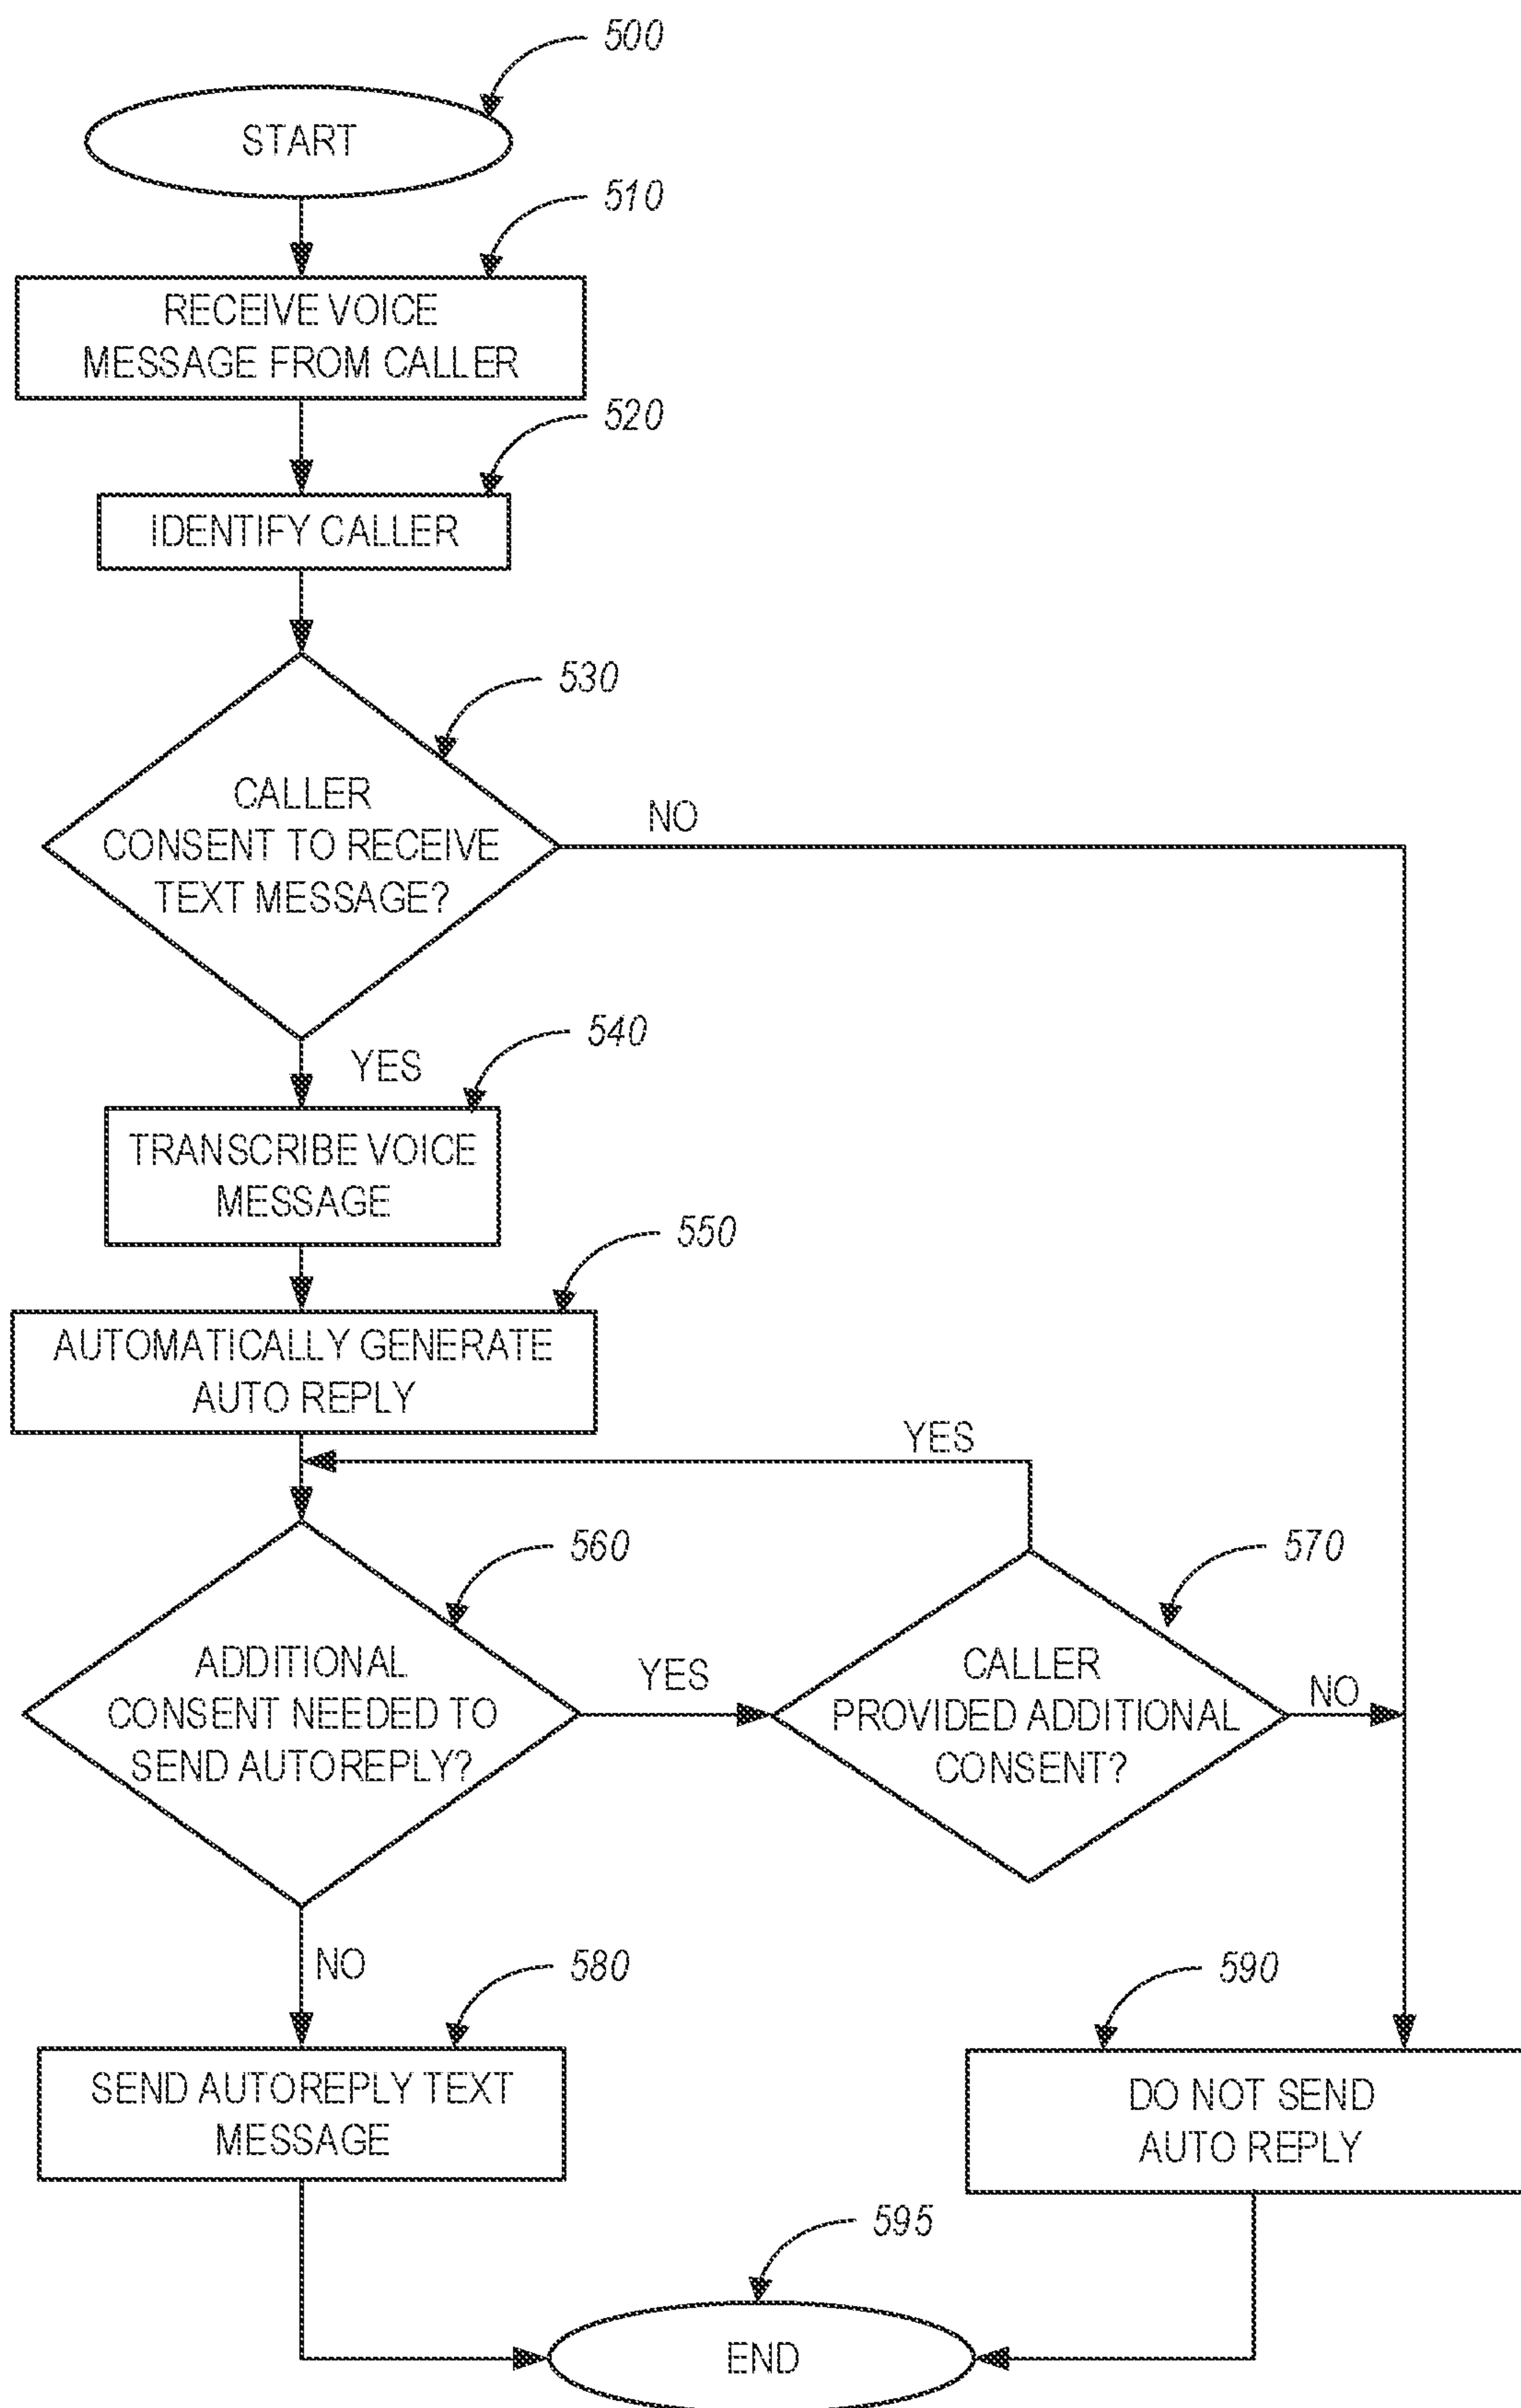 500
START
510
RECEIVE VOICE
MESSAGE FROM CALLER
520
IDENTIFY CALLER
530
CALLER
CONSENT TO RECEIVE
TEXT MESSAGE?
NO
YES
540
TRANSCRIBE VOICE
MESSAGE
550
AUTOMATICALLY GENERATE
AUTO REPLY
YES
560
ADDITIONAL
CONSENT NEEDED TO
SEND AUTOREPLY?
YES
570
CALLER
PROVIDED ADDITIONAL
CONSENT?
NO
NO
580
SEND AUTOREPLY TEXT
MESSAGE
590
DO NOT SEND
AUTO REPLY
595
END